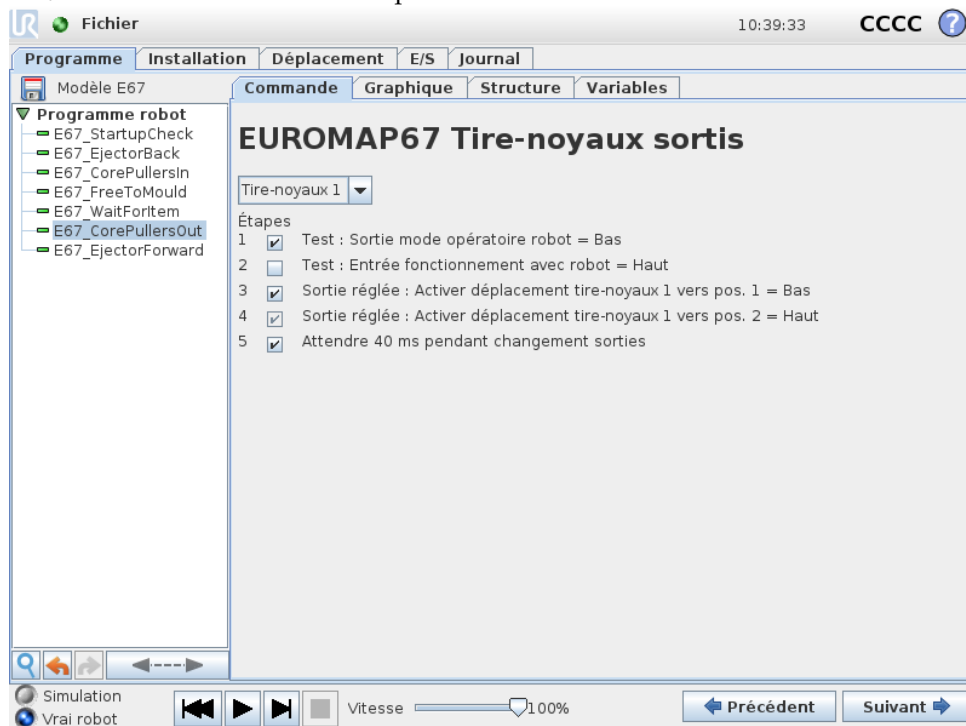 UR Fichier 10:39:33 CCCC ?
Programme Installation Déplacement E/S Journal
Modèle E67 Commande Graphique Structure Variables
Programme robot
E67_StartupCheck
E67_EjectorBack
E67_CorePullersIn
E67_FreeToMould
E67_WaitForItem
E67_CorePullersOut
E67_EjectorForward
EUROMAP67 Tire-noyaux sortis
Tire-noyaux 1
Étapes
1 Test : Sortie mode opératoire robot = Bas
2 Test : Entrée fonctionnement avec robot = Haut
3 Sortie réglée : Activer déplacement tire-noyaux 1 vers pos. 1 = Bas
4 Sortie réglée : Activer déplacement tire-noyaux 1 vers pos. 2 = Haut
5 Attendre 40 ms pendant changement sorties
Simulation
Vrai robot
Vitesse 100% Précédent Suivant